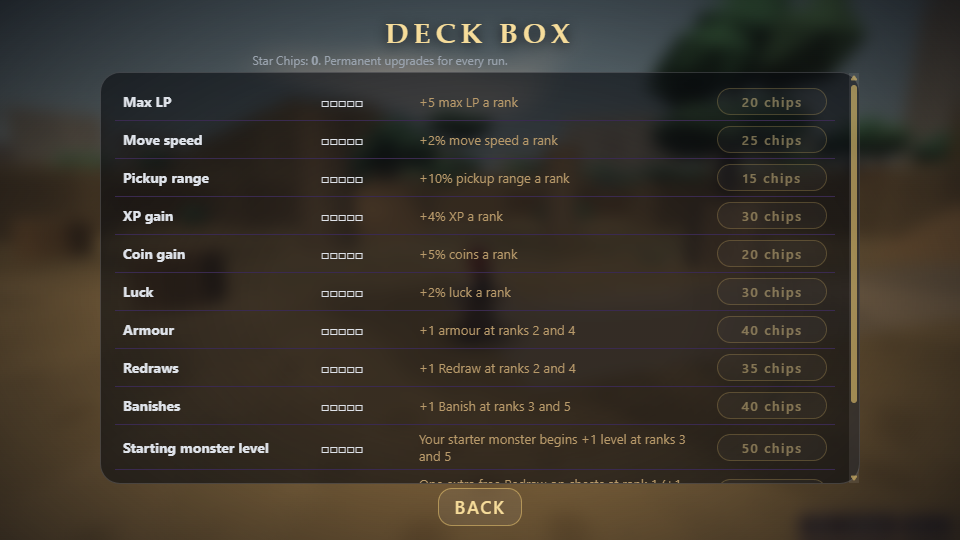 DECK BOX
Star Chips: 0. Permanent upgrades for every run.
Max LP □□□□□ +5 max LP a rank 20 chips
Move speed □□□□□ +2% move speed a rank 25 chips
Pickup range □□□□□ +10% pickup range a rank 15 chips
XP gain □□□□□ +4% XP a rank 30 chips
Coin gain □□□□□ +5% coins a rank 20 chips
Luck □□□□□ +2% luck a rank 30 chips
Armour □□□□□ +1 armour at ranks 2 and 4 40 chips
Redraws □□□□□ +1 Redraw at ranks 2 and 4 35 chips
Banishes □□□□□ +1 Banish at ranks 3 and 5 40 chips
Starting monster level □□□□□ Your starter monster begins +1 level at ranks 3
and 5 50 chips
BACK